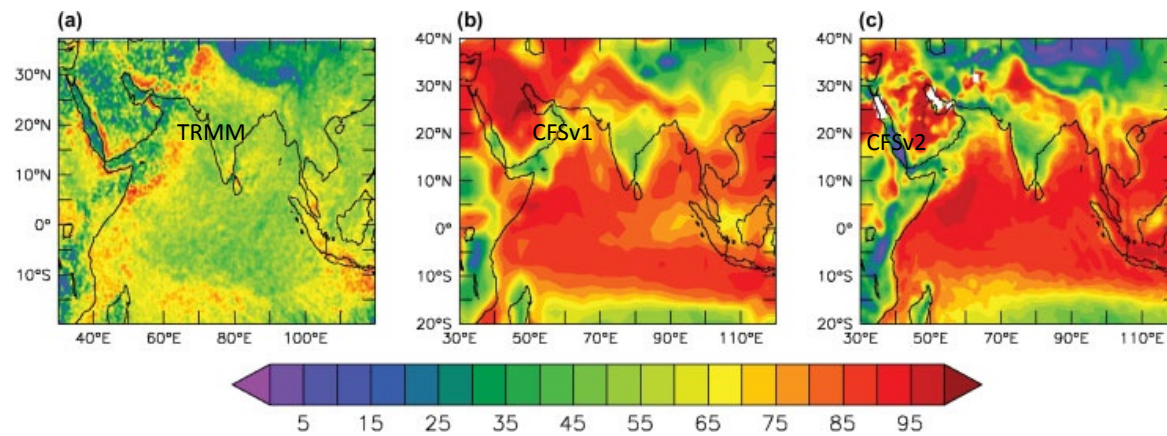 (a)
(b)
(c)
30°N
20°N
10°N
0°
10°S
40°E
60°E
80°E
100°E
TRMM
40°N
30°N
20°N
10°N
0°
10°S
20°S
30°E
50°E
70°E
90°E
110°E
CFSv1
40°N
30°N
20°N
10°N
0°
10°S
20°S
30°E
50°E
70°E
90°E
110°E
CFSv2
5 15 25 35 45 55 65 75 85 95